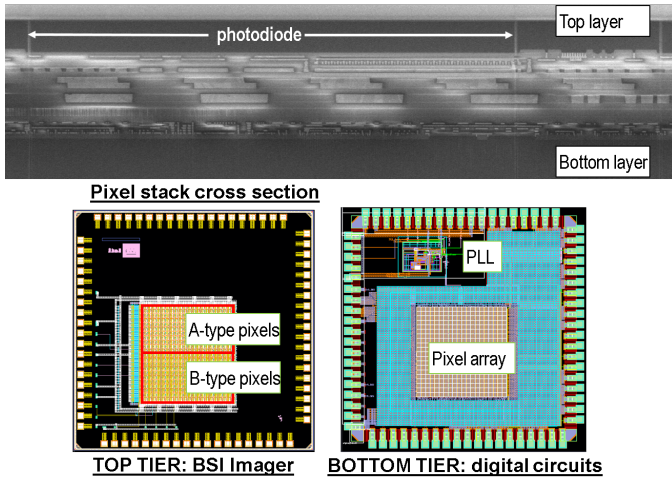 Top layer
photodiode
Bottom layer
Pixel stack cross section
PLL
A-type pixels
Pixel array
B-type pixels
TOP TIER: BSI Imager
BOTTOM TIER: digital circuits